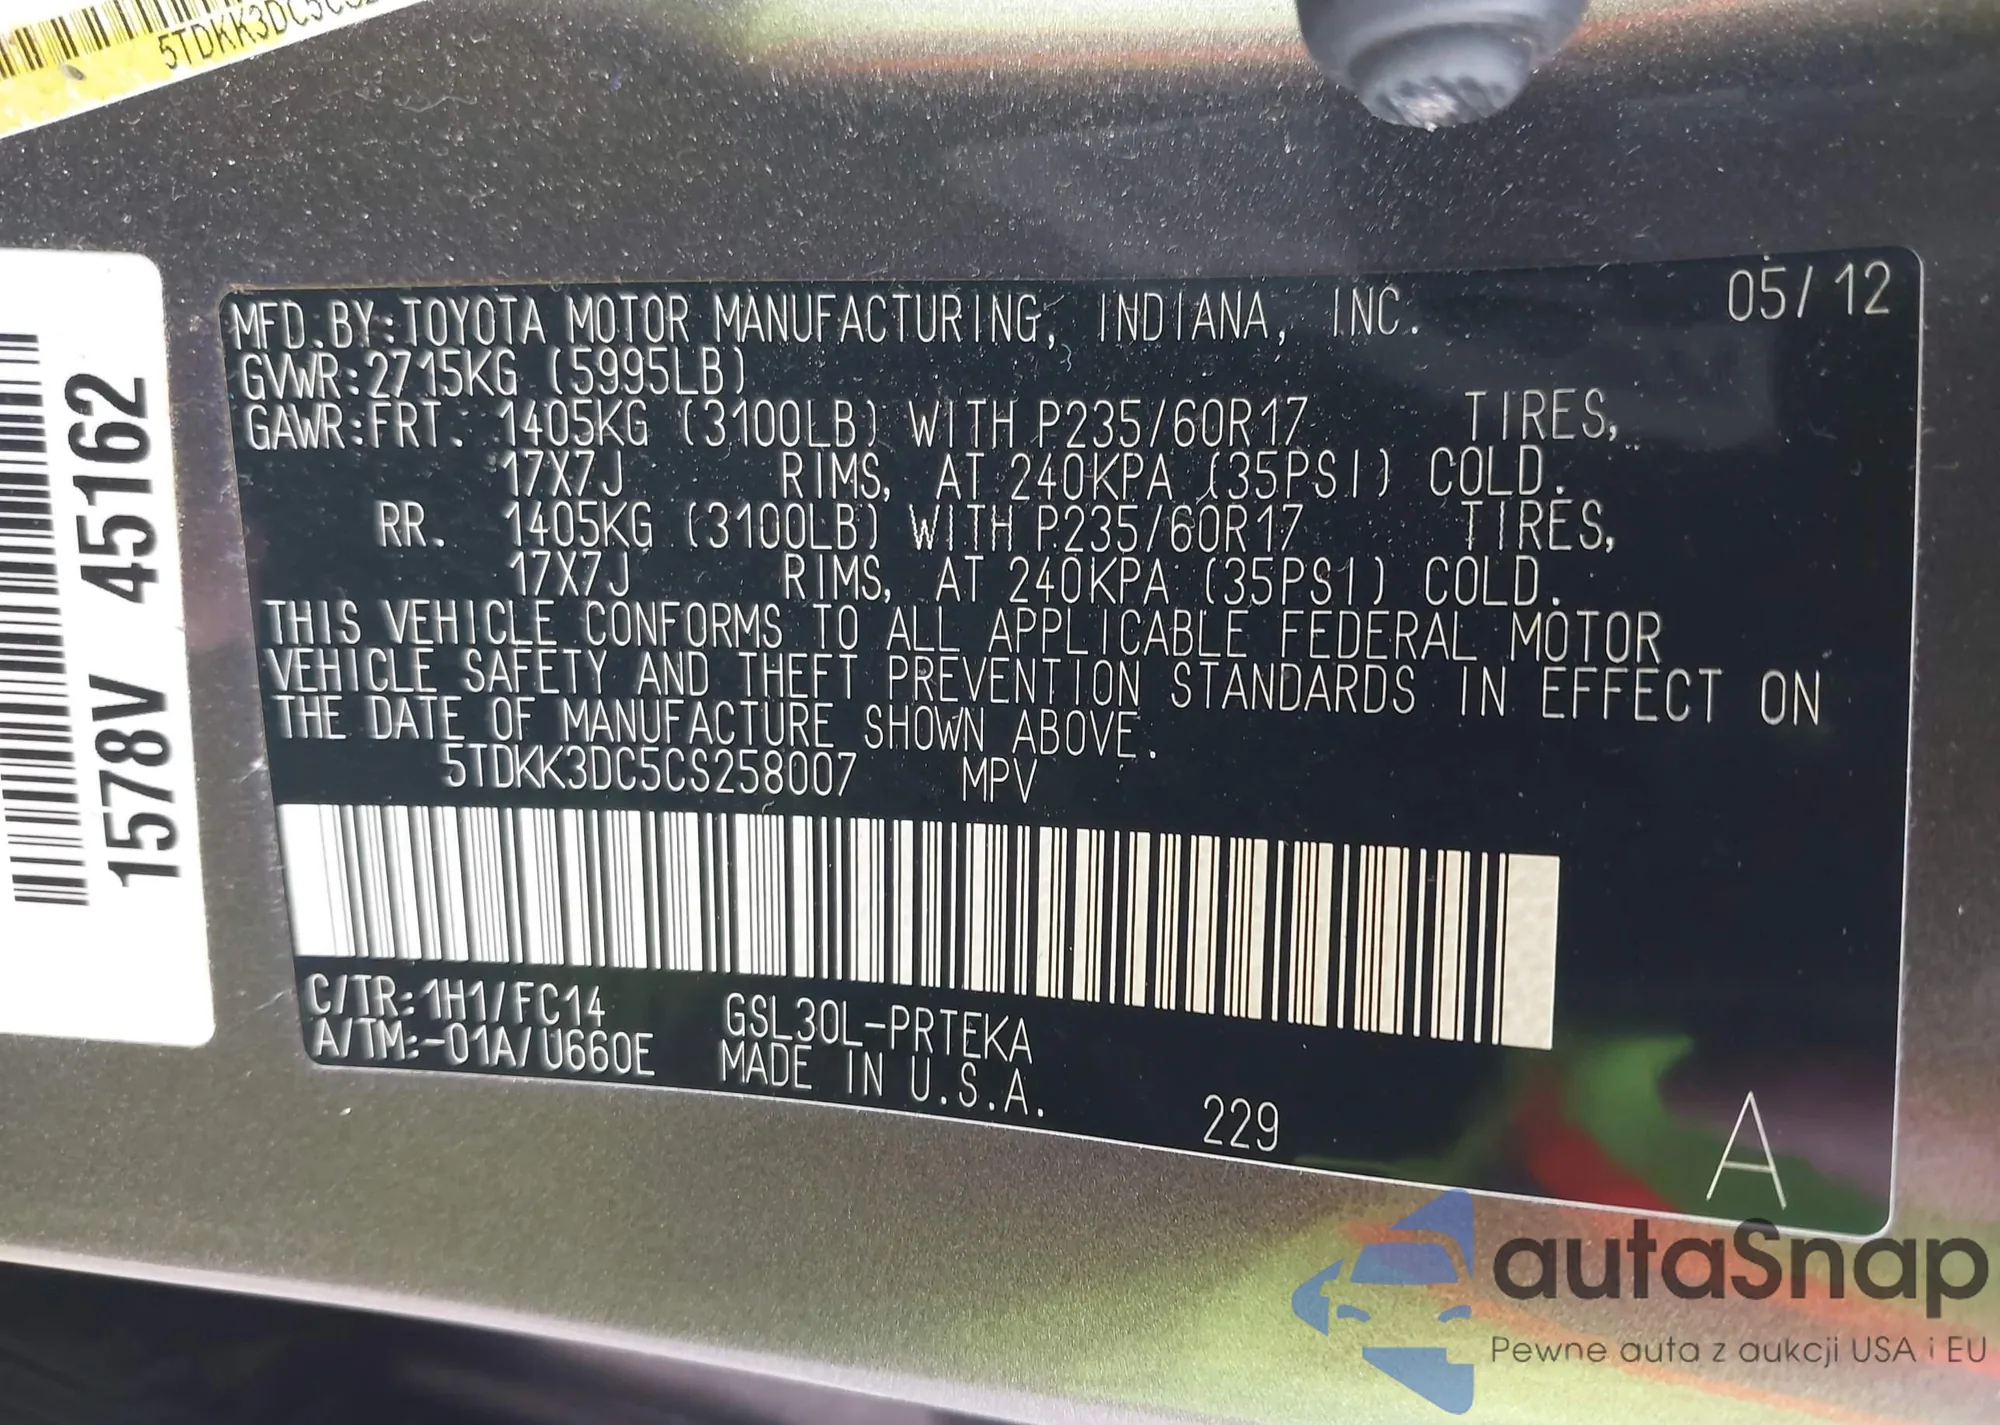 5TDKK3DC5CS2
1578V 45162
MFD.BY:TOYOTA MOTOR MANUFACTURING, INDIANA, INC. 05/12
GVWR:2715KG (5995LB)
GAWR:FRT. 1405KG (3100LB) WITH P235/60R17 TIRES,
17X7J RIMS, AT 240KPA (35PSI) COLD.
RR. 1405KG (3100LB) WITH P235/60R17 TIRES,
17X7J RIMS, AT 240KPA (35PSI) COLD.
THIS VEHICLE CONFORMS TO ALL APPLICABLE FEDERAL MOTOR
VEHICLE SAFETY AND THEFT PREVENTION STANDARDS IN EFFECT ON
THE DATE OF MANUFACTURE SHOWN ABOVE.
5TDKK3DC5CS258007 MPV
C/TR:1H1/FC14 GSL30L-PRTEKA
A/TM:-01A/U660E MADE IN U.S.A.
229
A
autaSnap
Pewne auta z aukcji USA i EU